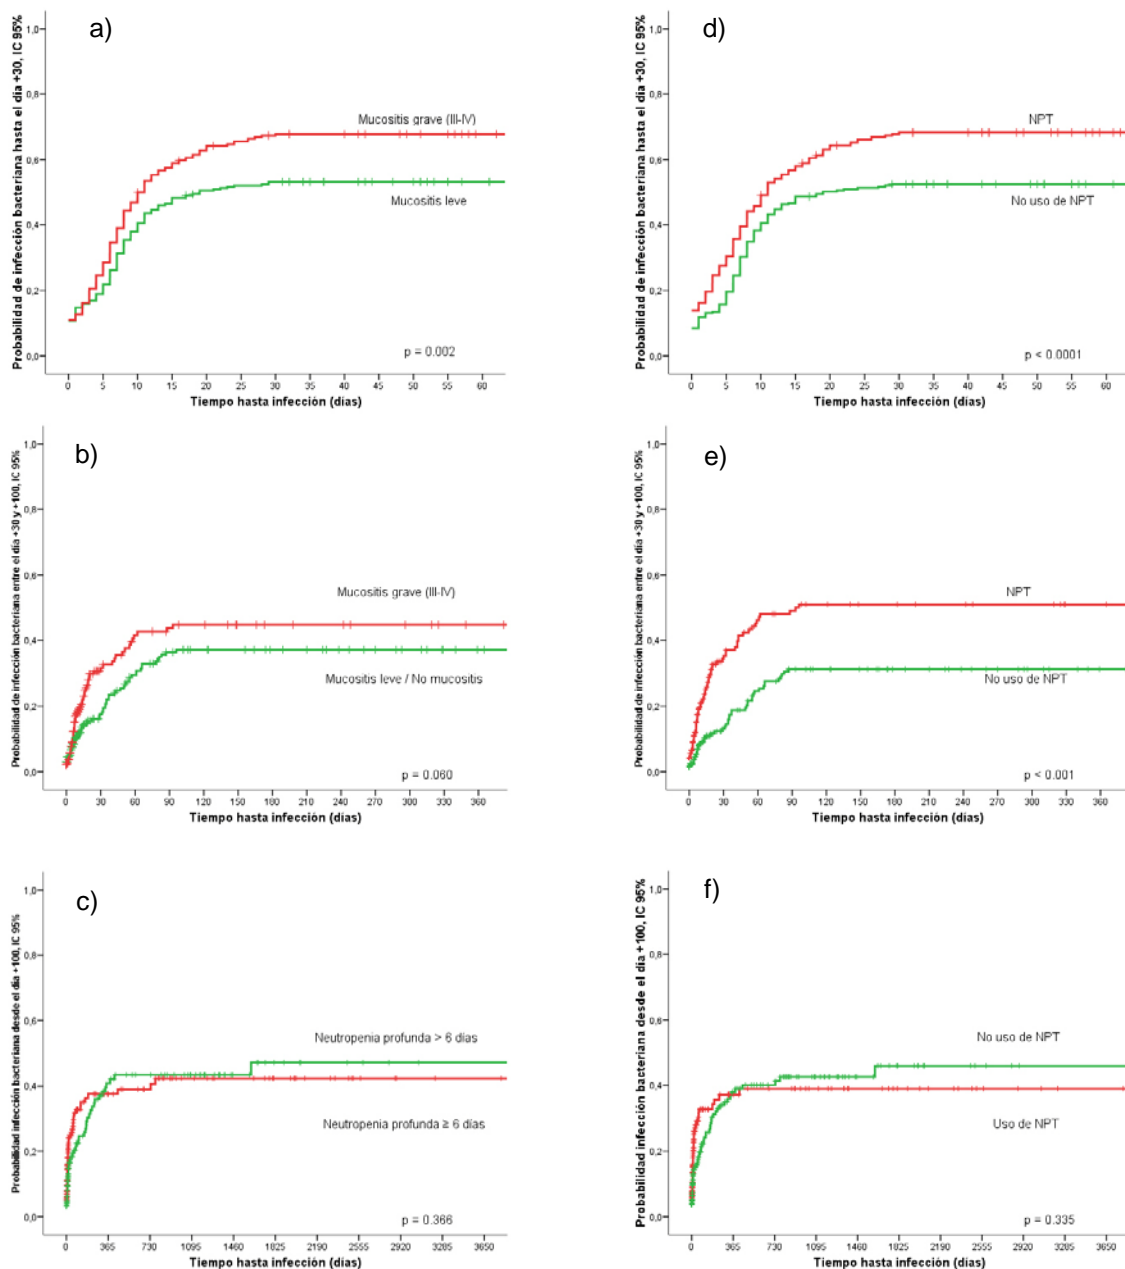 a)
Probabilidad de infección bacteriana hasta el día +30, IC 95%
1,0
0,8
0,6
0,4
0,2
0,0
Mucositis grave (III-IV)
Mucositis leve
p = 0.002
0 5 10 15 20 25 30 35 40 45 50 55 60
Tiempo hasta infección (días)
d)
Probabilidad de infección bacteriana hasta el día +30, IC 95%
1,0
0,8
0,6
0,4
0,2
0,0
NPT
No uso de NPT
p < 0.0001
0 5 10 15 20 25 30 35 40 45 50 55 60
Tiempo hasta infección (días)
b)
Probabilidad de infección bacteriana entre el día +30 y +100, IC 95%
1,0
0,8
0,6
0,4
0,2
0,0
Mucositis grave (III-IV)
Mucositis leve / No mucositis
p = 0.060
0 30 60 90 120 150 180 210 240 270 300 330 360
Tiempo hasta infección (días)
e)
Probabilidad de infección bacteriana entre el día +30 y +100, IC 95%
1,0
0,8
0,6
0,4
0,2
0,0
NPT
No uso de NPT
p < 0.001
0 30 60 90 120 150 180 210 240 270 300 330 360
Tiempo hasta infección (días)
c)
Probabilidad infección bacteriana desde el día +100, IC 95%
1,0
0,8
0,6
0,4
0,2
0,0
Neutropenia profunda > 6 días
Neutropenia profunda ≥ 6 días
p = 0.366
0 365 730 1095 1460 1825 2190 2555 2920 3285 3650
Tiempo hasta infección (días)
f)
Probabilidad infección bacteriana desde el día +100, IC 95%
1,0
0,8
0,6
0,4
0,2
0,0
No uso de NPT
Uso de NPT
p = 0.335
0 365 730 1095 1460 1825 2190 2555 2920 3285 3650
Tiempo hasta infección (días)